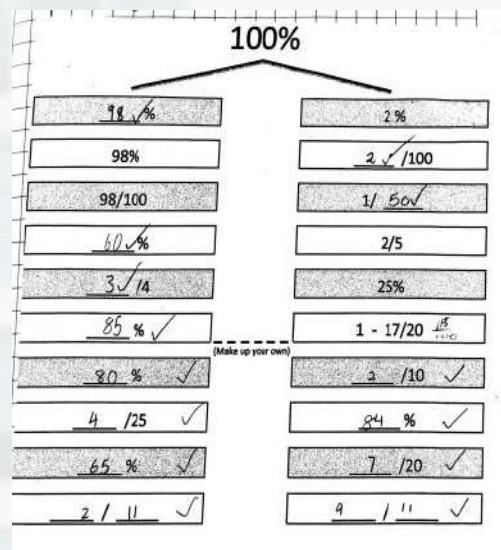 100%
98 ✓% 2%
98% 2 ✓ /100
98/100 1/ 50✓
60 ✓% 2/5
3 ✓ /4 25%
85 % ✓ 1 - 17/20
(Make up your own)
80 % ✓ 2 /10 ✓
4 /25 ✓ 84 % ✓
65 % ✓ 7 /20 ✓
2 / 11 ✓ 9 / 11 ✓